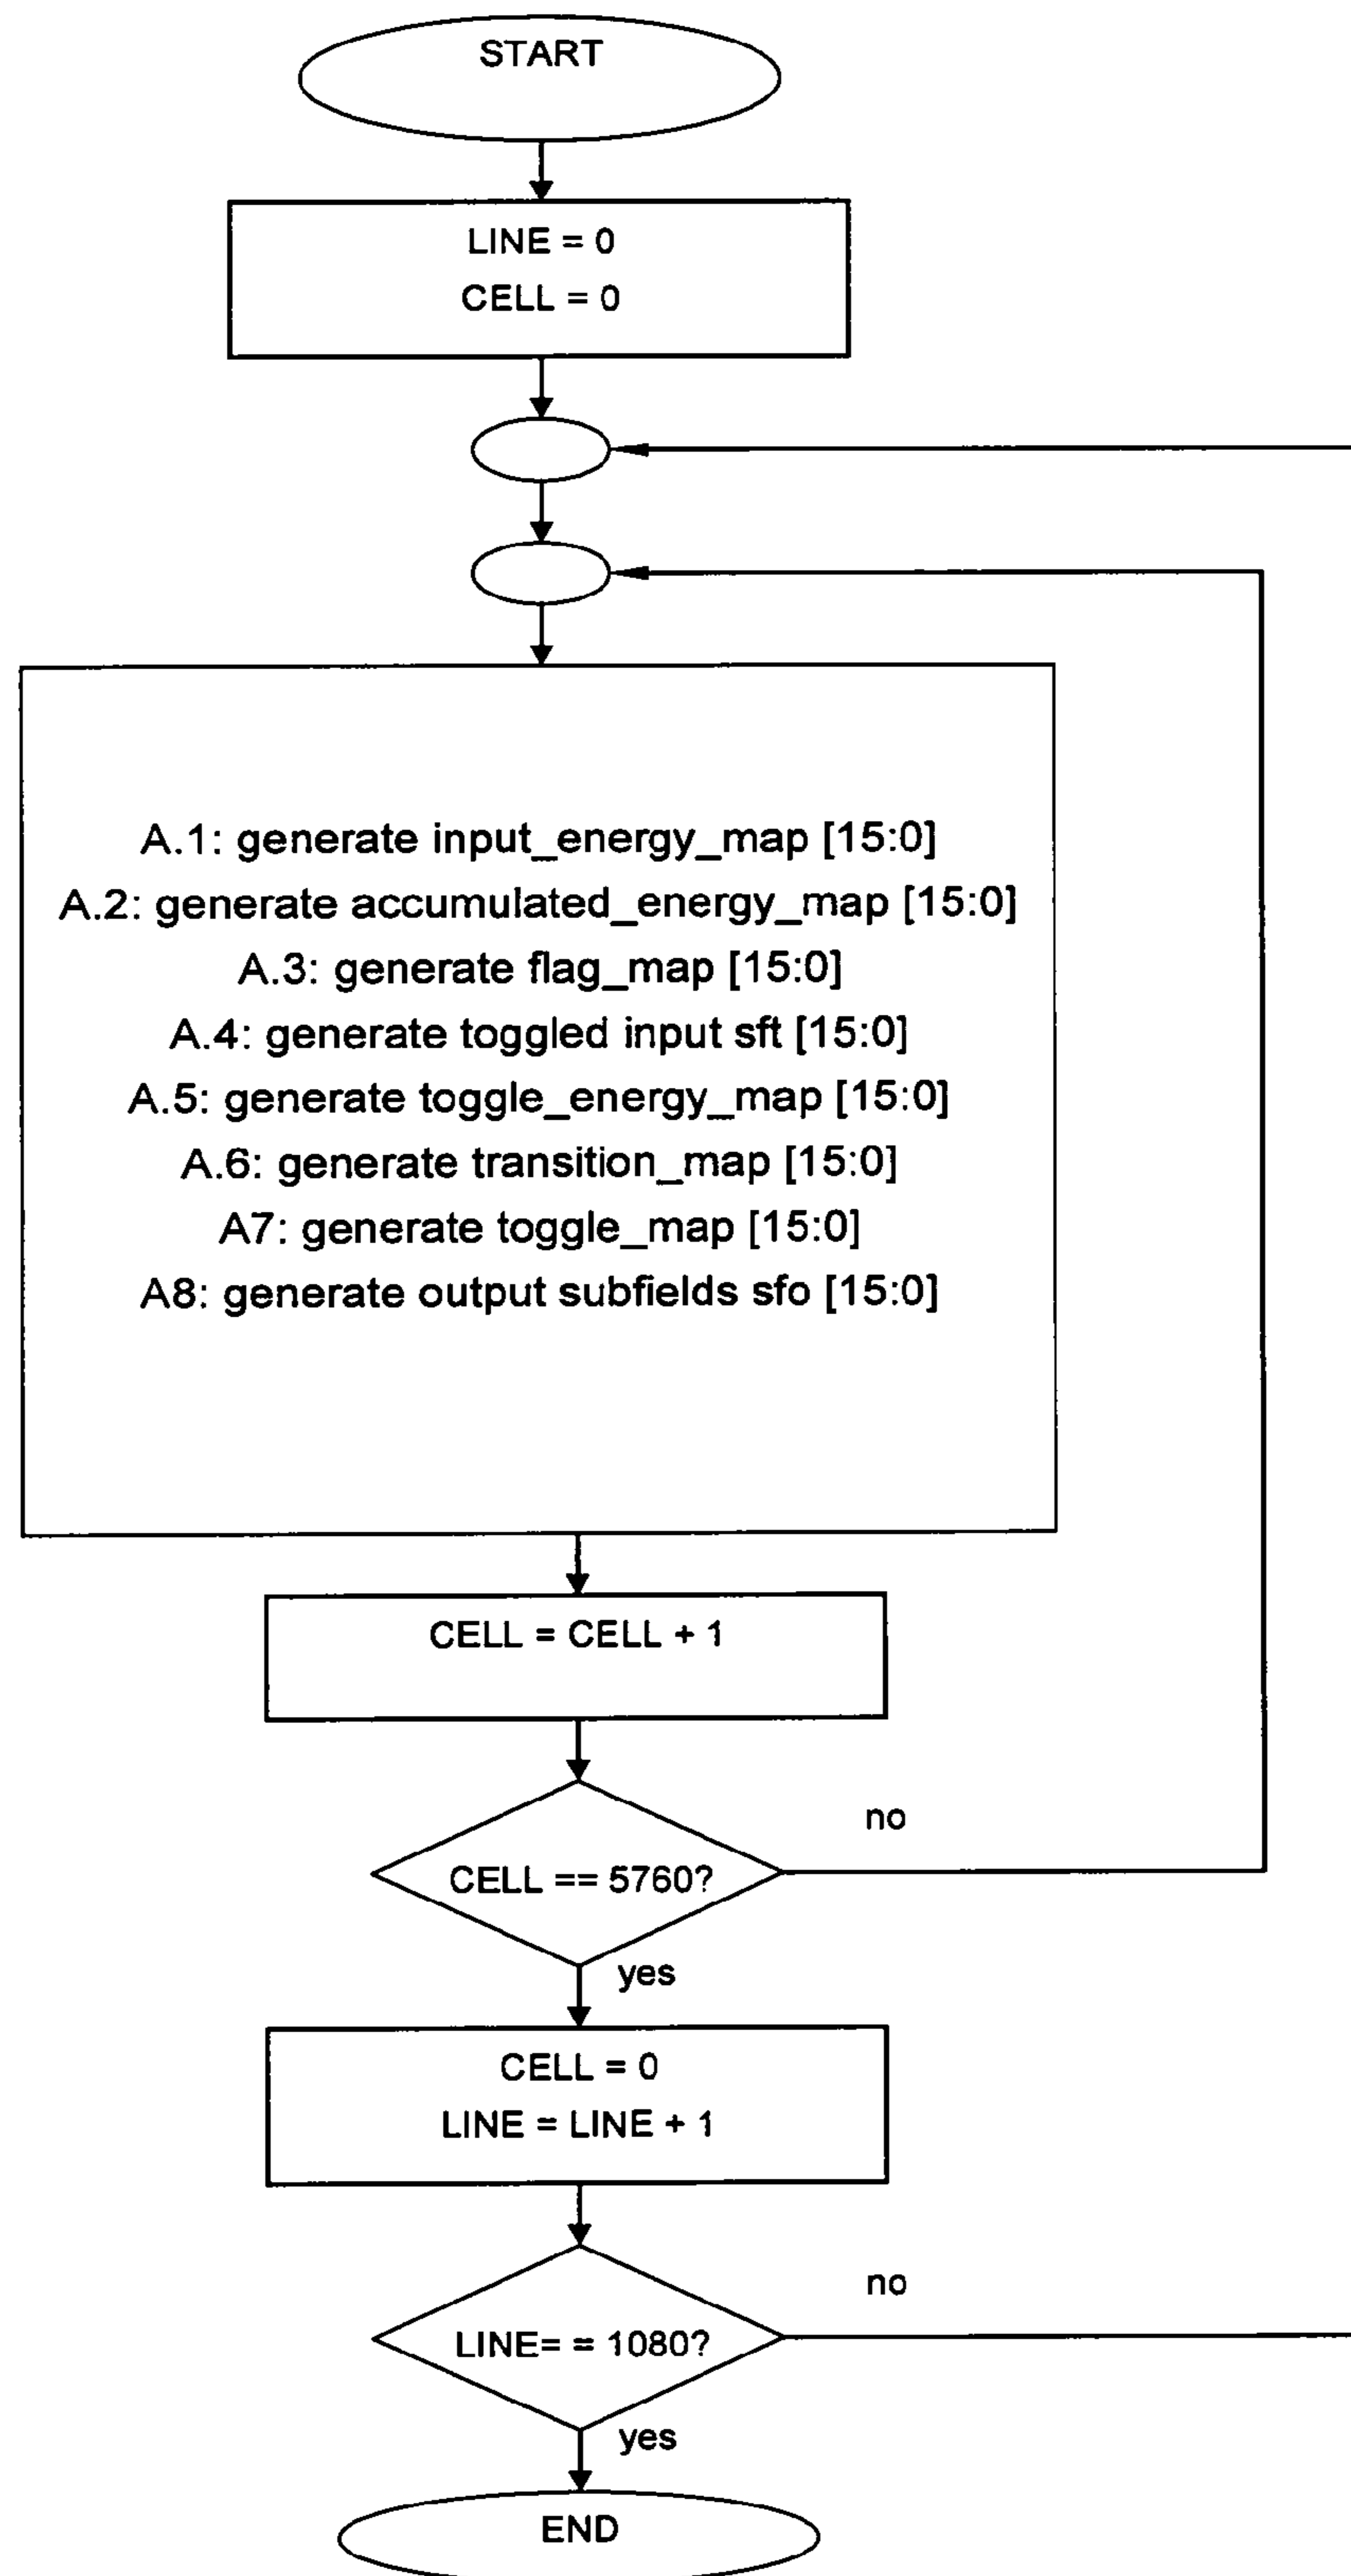 START
LINE = 0
CELL = 0
A.1: generate input_energy_map [15:0]
A.2: generate accumulated_energy_map [15:0]
A.3: generate flag_map [15:0]
A.4: generate toggled input sft [15:0]
A.5: generate toggle_energy_map [15:0]
A.6: generate transition_map [15:0]
A7: generate toggle_map [15:0]
A8: generate output subfields sfo [15:0]
CELL = CELL + 1
no
CELL == 5760?
yes
CELL = 0
LINE = LINE + 1
no
LINE= = 1080?
yes
END